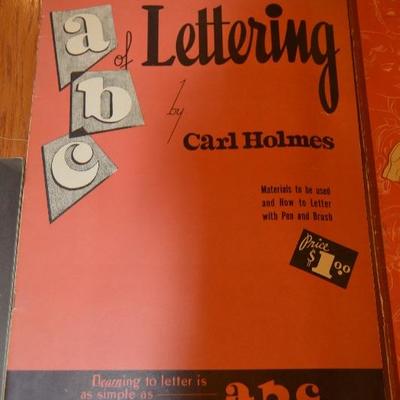 a
b
c
of Lettering
by
Carl Holmes
Materials to be used
and How to Letter
with Pen and Brush
Price
$1.00
Learning to letter is
as simple as
abc